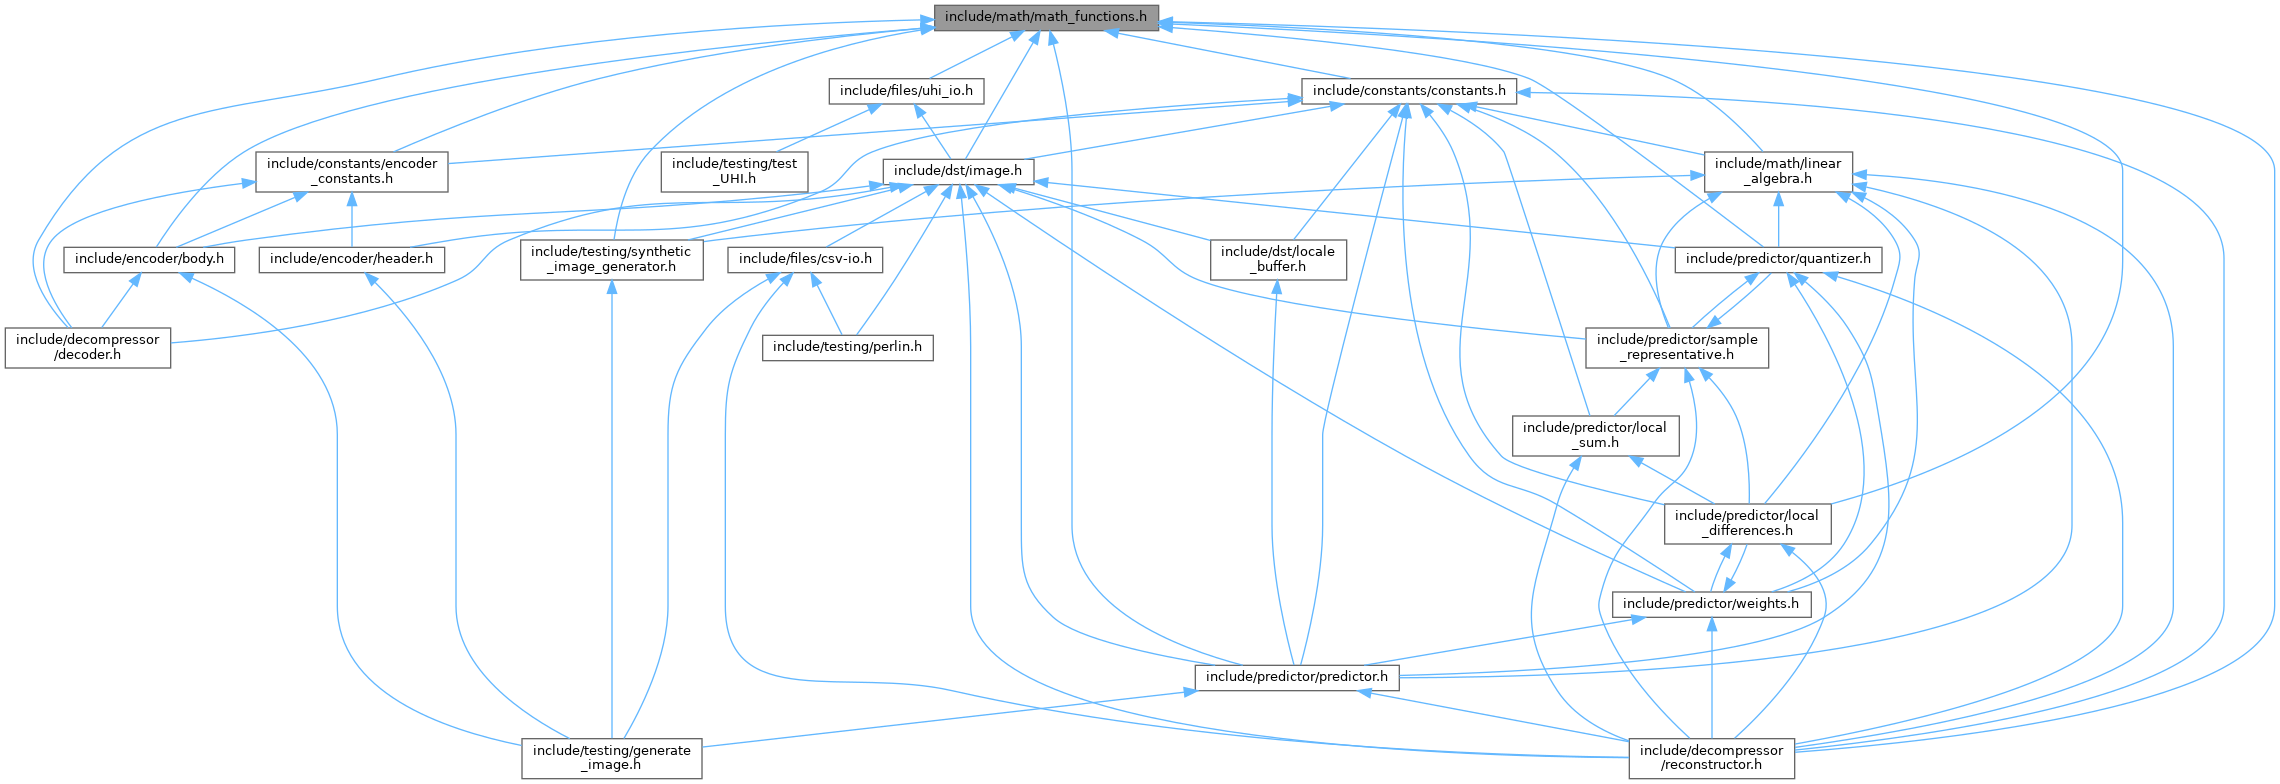 include/math/math_functions.h
include/files/uhi_io.h
include/constants/constants.h
include/constants/encoder
_constants.h
include/testing/test
_UHI.h
include/dst/image.h
include/math/linear
_algebra.h
include/encoder/body.h
include/encoder/header.h
include/testing/synthetic
_image_generator.h
include/files/csv-io.h
include/dst/locale
_buffer.h
include/predictor/quantizer.h
include/decompressor
/decoder.h
include/testing/perlin.h
include/predictor/sample
_representative.h
include/predictor/local
_sum.h
include/predictor/local
_differences.h
include/predictor/weights.h
include/predictor/predictor.h
include/testing/generate
_image.h
include/decompressor
/reconstructor.h